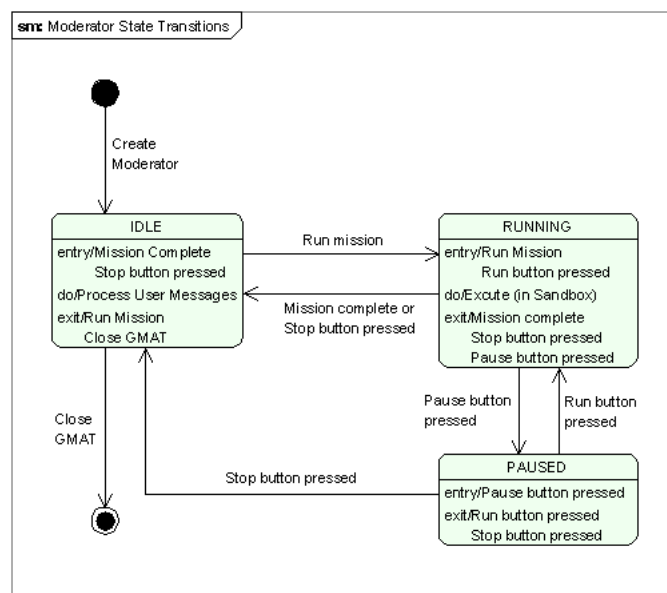 sm: Moderator State Transitions
Create
Moderator
IDLE
entry/Mission Complete
Stop button pressed
do/Process User Messages
exit/Run Mission
Close GMAT
Run mission
Mission complete or
Stop button pressed
RUNNING
entry/Run Mission
Run button pressed
do/Excute (in Sandbox)
exit/Mission complete
Stop button pressed
Pause button pressed
Close
GMAT
Pause button
pressed
Run button
pressed
Stop button pressed
PAUSED
entry/Pause button pressed
exit/Run button pressed
Stop button pressed